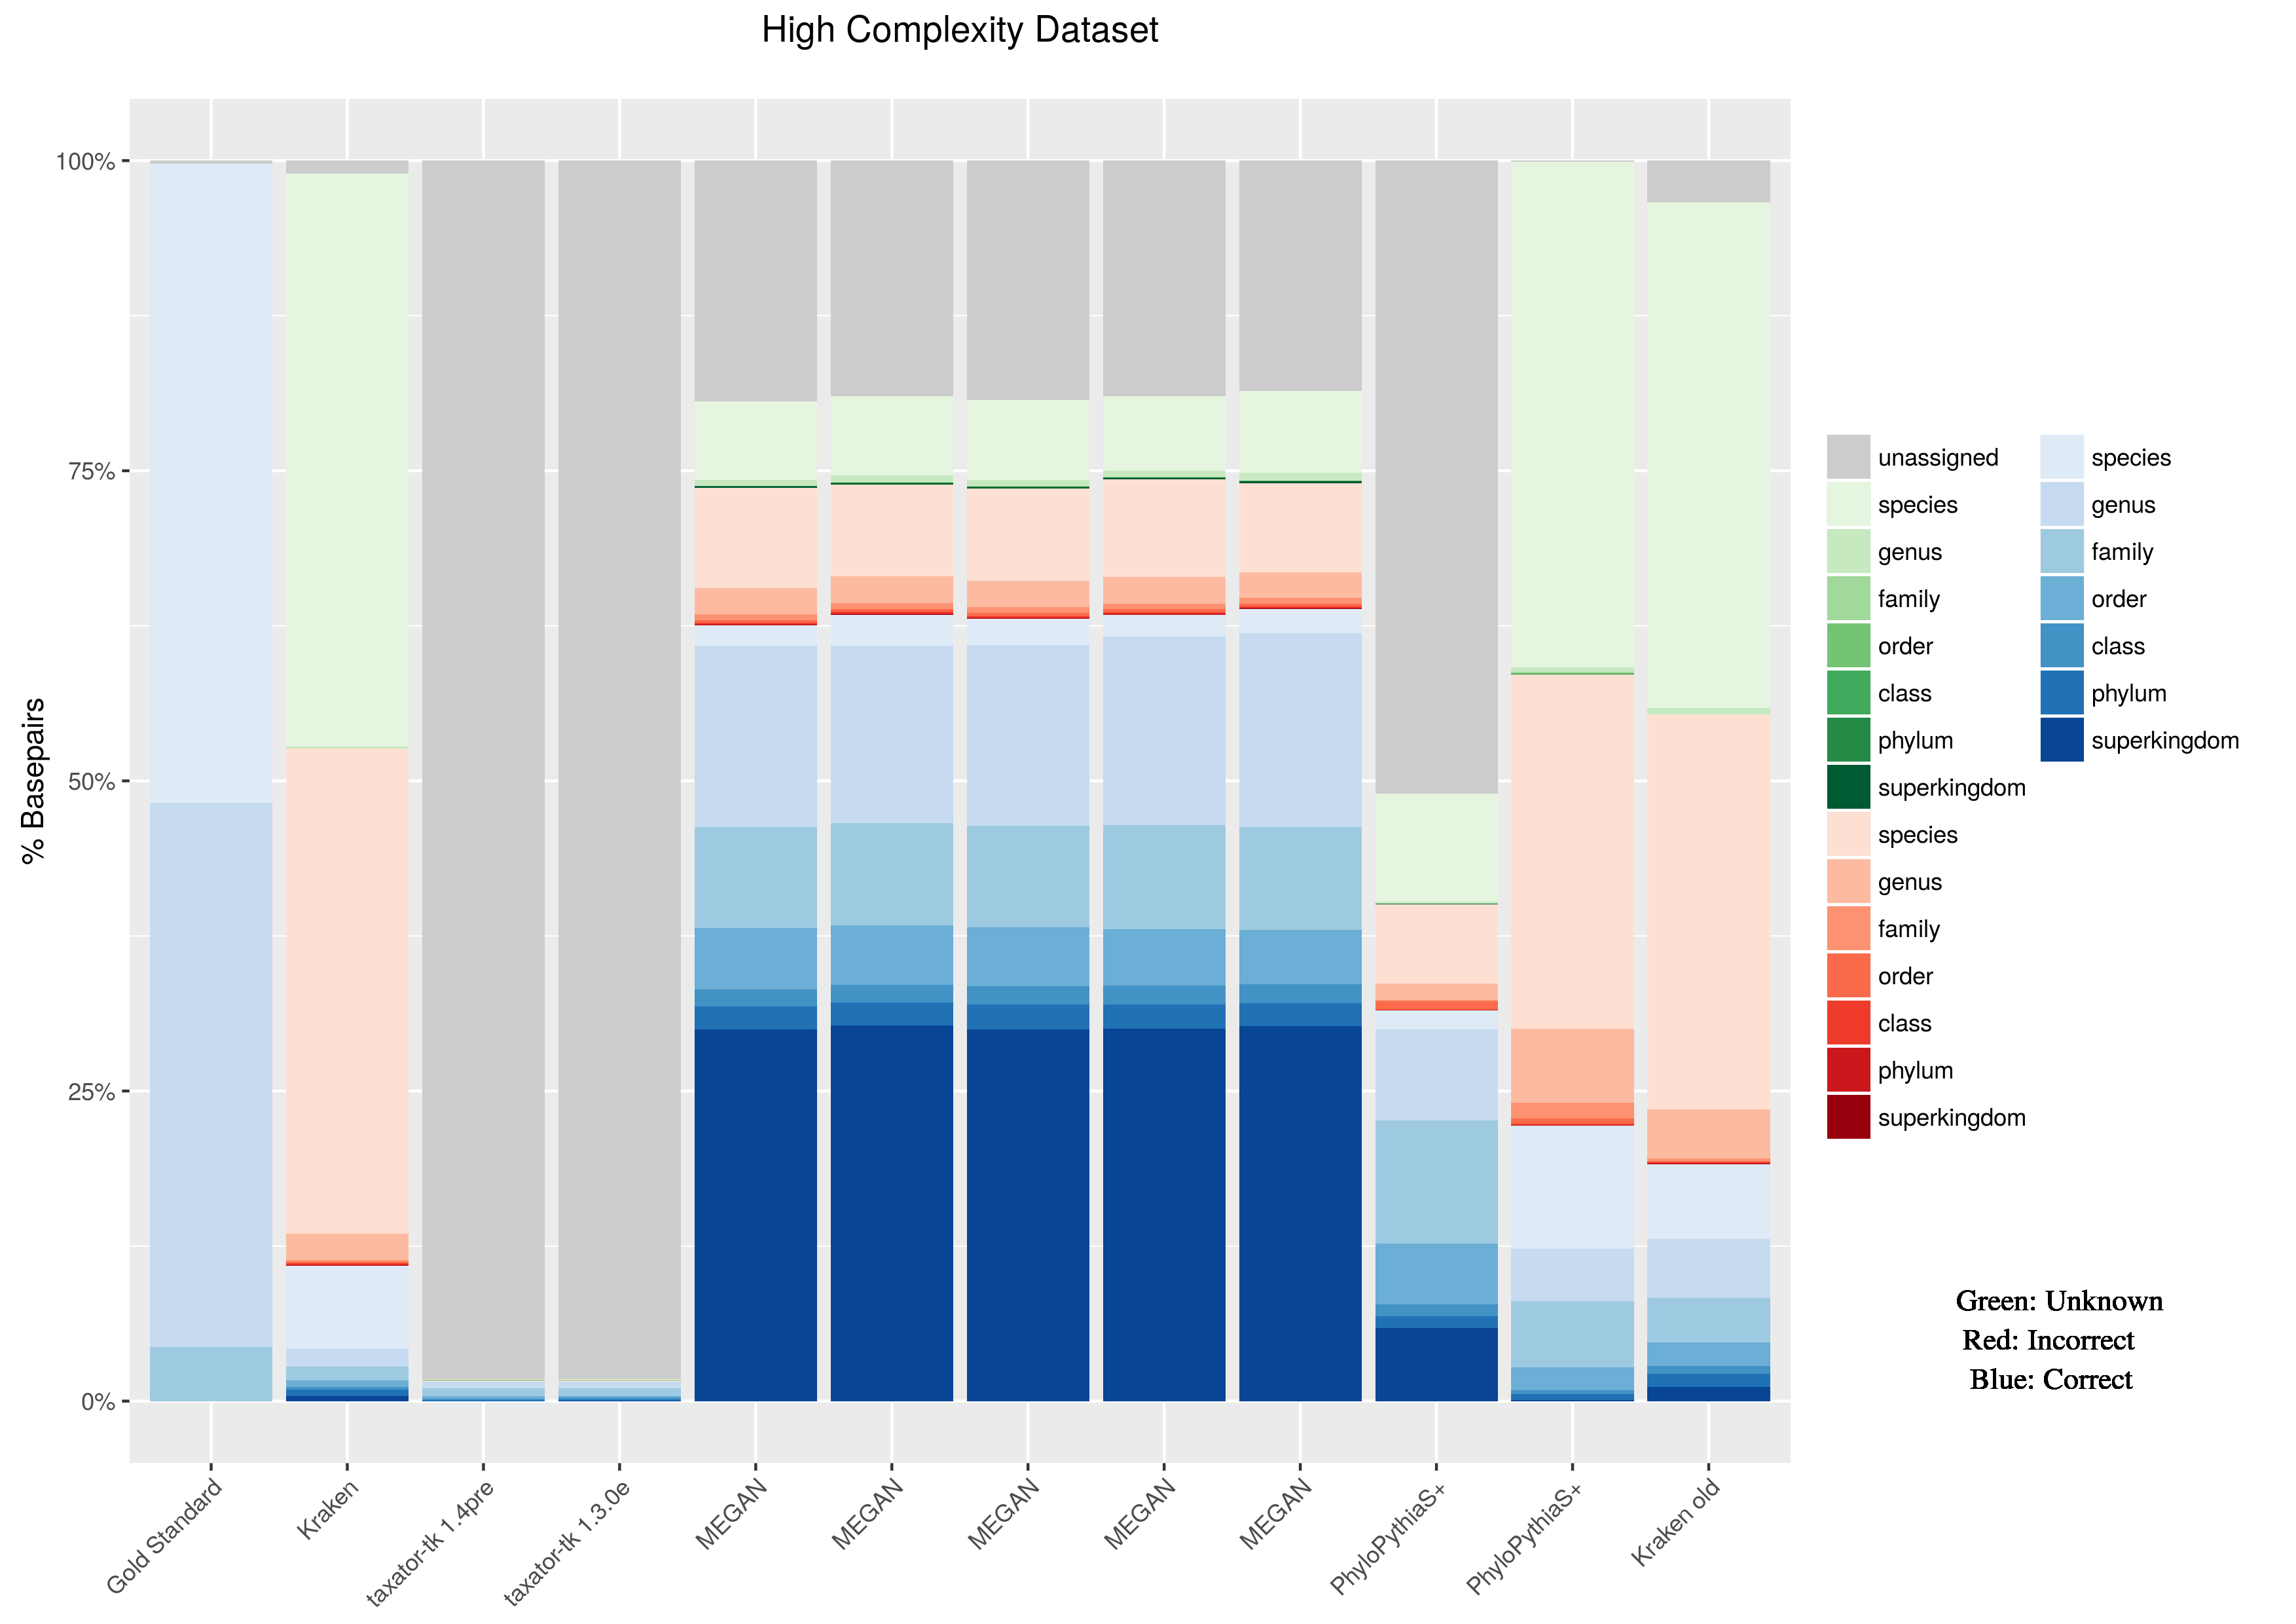 High Complexity Dataset
% Basepairs
100%
75%
50%
25%
0%
Gold Standard
Kraken
taxator-tk 1.4pre
taxator-tk 1.3.0e
MEGAN
MEGAN
MEGAN
MEGAN
MEGAN
PhyloPythiaS+
PhyloPythiaS+
Kraken old
unassigned
species
genus
family
order
class
phylum
superkingdom
species
genus
family
order
class
phylum
superkingdom
species
genus
family
order
class
phylum
superkingdom
Green: Unknown
Red: Incorrect
Blue: Correct